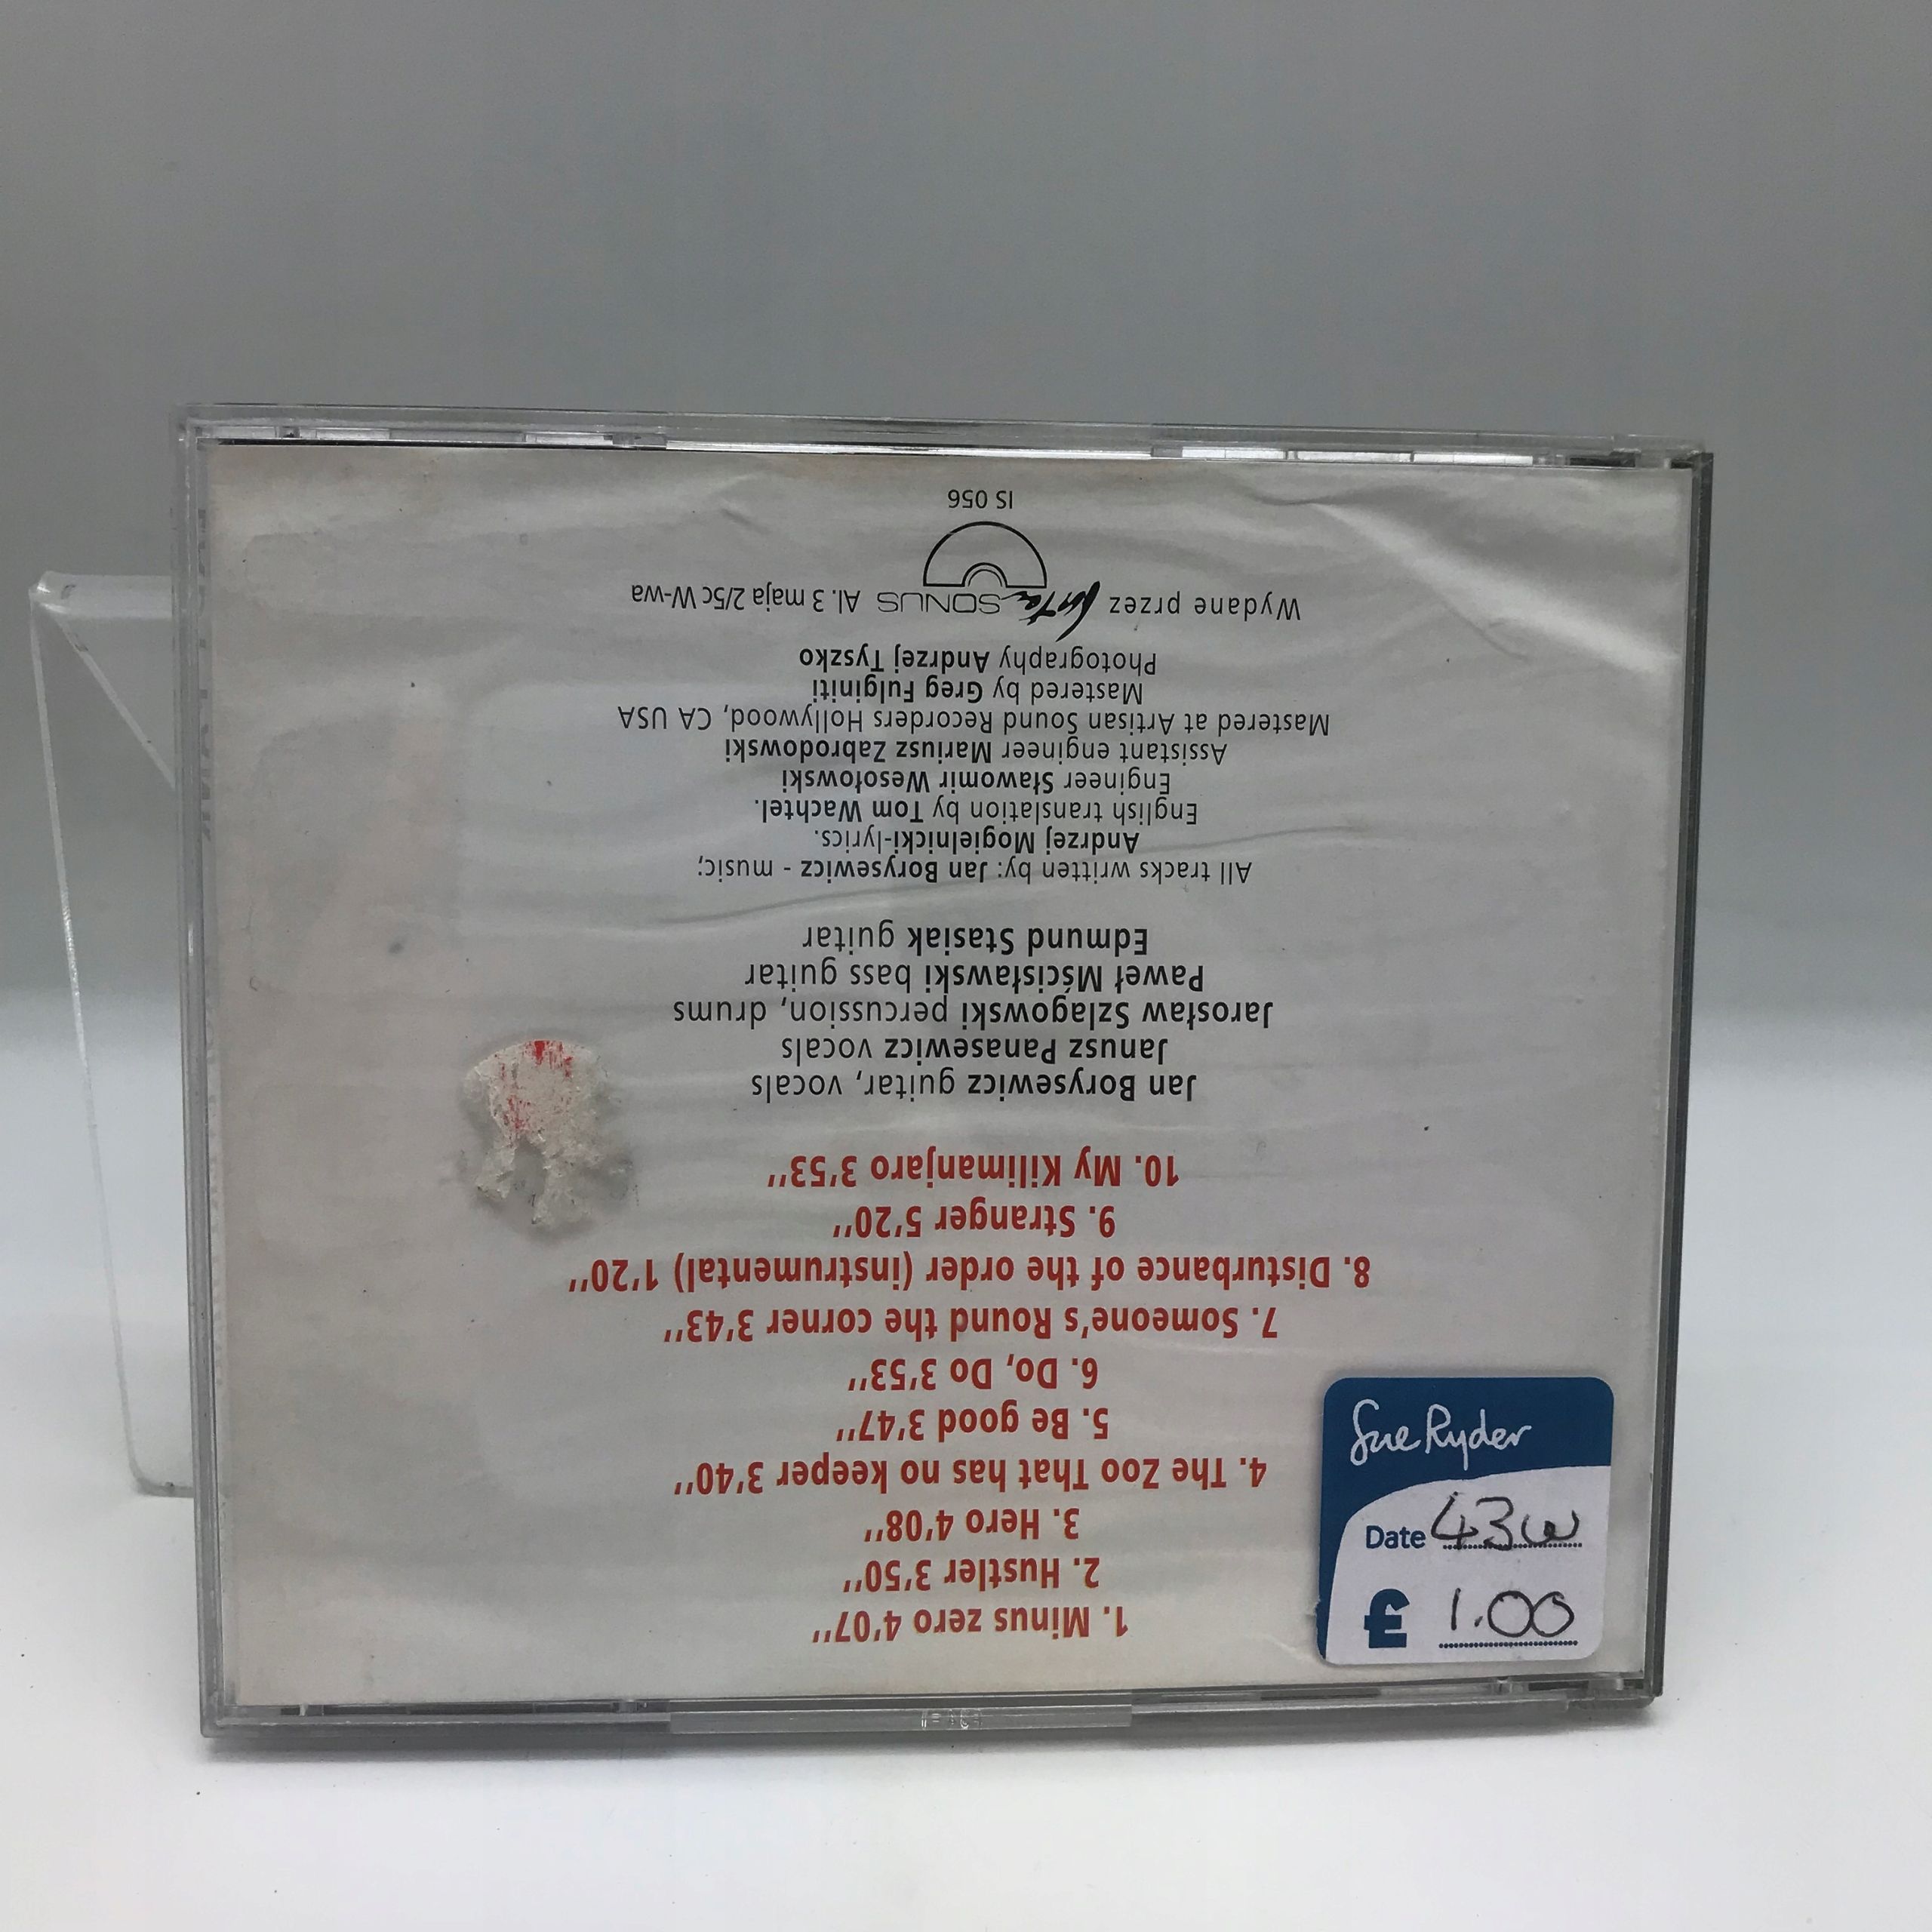 1. Minus zero 4'07''
2. Hustler 3'50''
3. Hero 4'08''
4. The Zoo That has no keeper 3'40''
5. Be good 3'47''
6. Do, Do 3'53''
7. Someone's Round the corner 3'43''
8. Disturbance of the order (instrumental) 1'20''
9. Stranger 5'20''
10. My Kilimanjaro 3'53''
Jan Borysewicz guitar, vocals
Janusz Panasewicz vocals
Jarosław Szlagowski percussion, drums
Paweł Mścisławski bass guitar
Edmund Stasiak guitar
All tracks written by: Jan Borysewicz - music;
Andrzej Mogielnicki-lyrics.
English translation by Tom Wachtel.
Engineer Sławomir Wesołowski
Assistant engineer Mariusz Zabrodowski
Mastered at Artisan Sound Recorders Hollywood, CA USA
Mastered by Greg Fulginiti
Photography Andrzej Tyszko
Wydane przez SONUS Al. 3 maja 2/5c W-wa
IS 056
Sue Ryder
Date 43W
£ 1.00